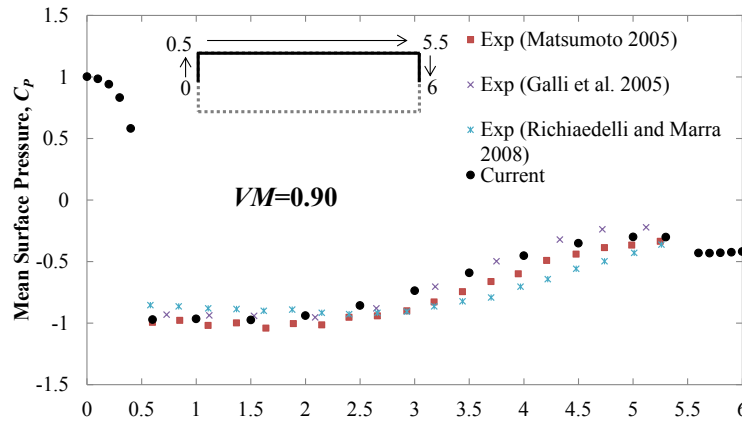 1.5
1
0.5
0
-0.5
-1
-1.5
Mean Surface Pressure, C_P
0.5
5.5
0
6
VM=0.90
Exp (Matsumoto 2005)
Exp (Galli et al. 2005)
Exp (Richiaedelli and Marra
2008)
Current
0 0.5 1 1.5 2 2.5 3 3.5 4 4.5 5 5.5 6